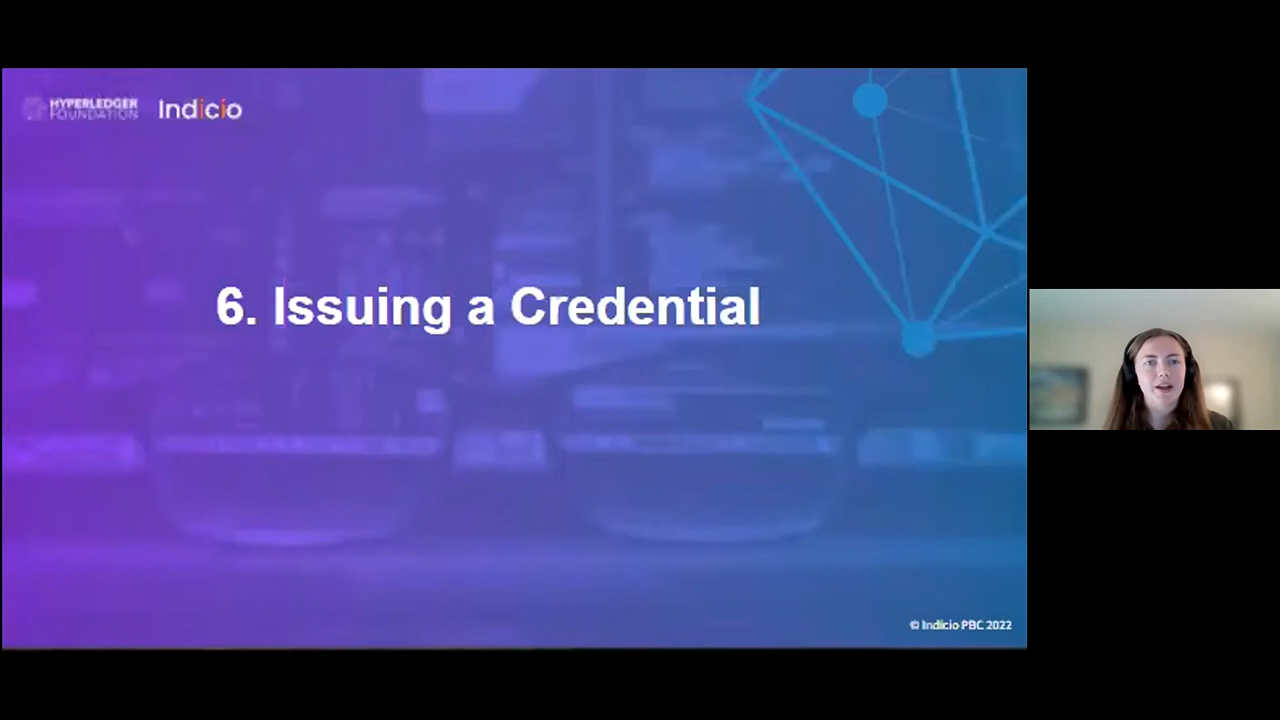 HYPERLEDGER
FOUNDATION
Indicio
6. Issuing a Credential
© Indicio PBC 2022